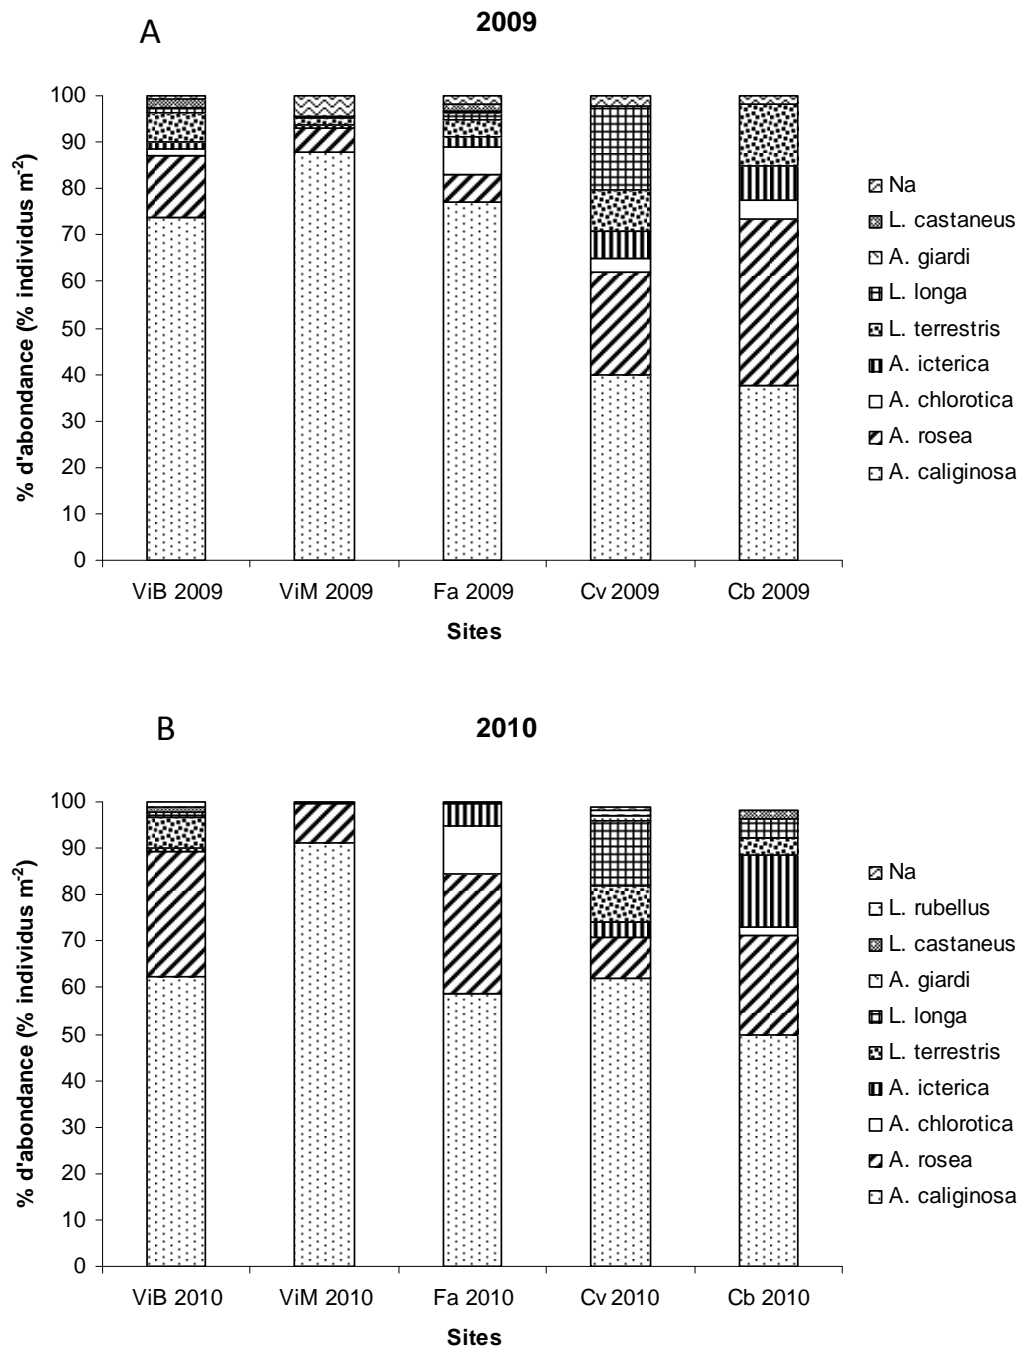 A
2009
% d'abondance (% individus m-2)
100
90
80
70
60
50
40
30
20
10
0
ViB 2009
ViM 2009
Fa 2009
Cv 2009
Cb 2009
Sites
Na
L. castaneus
A. giardi
L. longa
L. terrestris
A. icterica
A. chlorotica
A. rosea
A. caliginosa
B
2010
% d'abondance (% individus m-2)
100
90
80
70
60
50
40
30
20
10
0
ViB 2010
ViM 2010
Fa 2010
Cv 2010
Cb 2010
Sites
Na
L. rubellus
L. castaneus
A. giardi
L. longa
L. terrestris
A. icterica
A. chlorotica
A. rosea
A. caliginosa